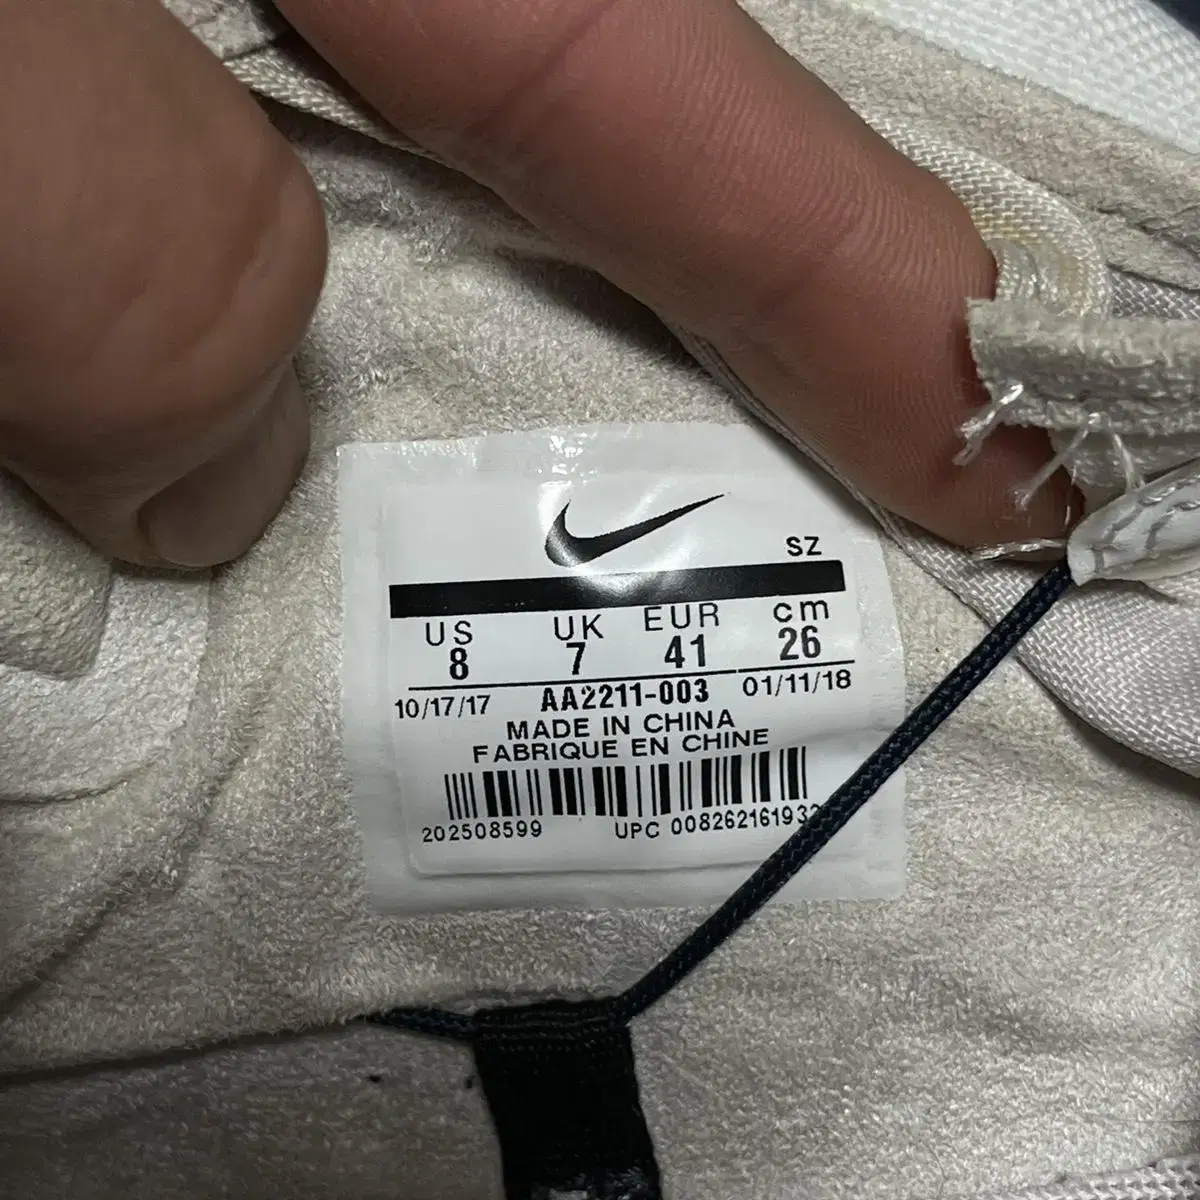 SZ
US UK EUR cm
8 7 41 26
10/17/17 AA2211-003 01/11/18
MADE IN CHINA
FABRIQUE EN CHINE
202508599 UPC 00826216193